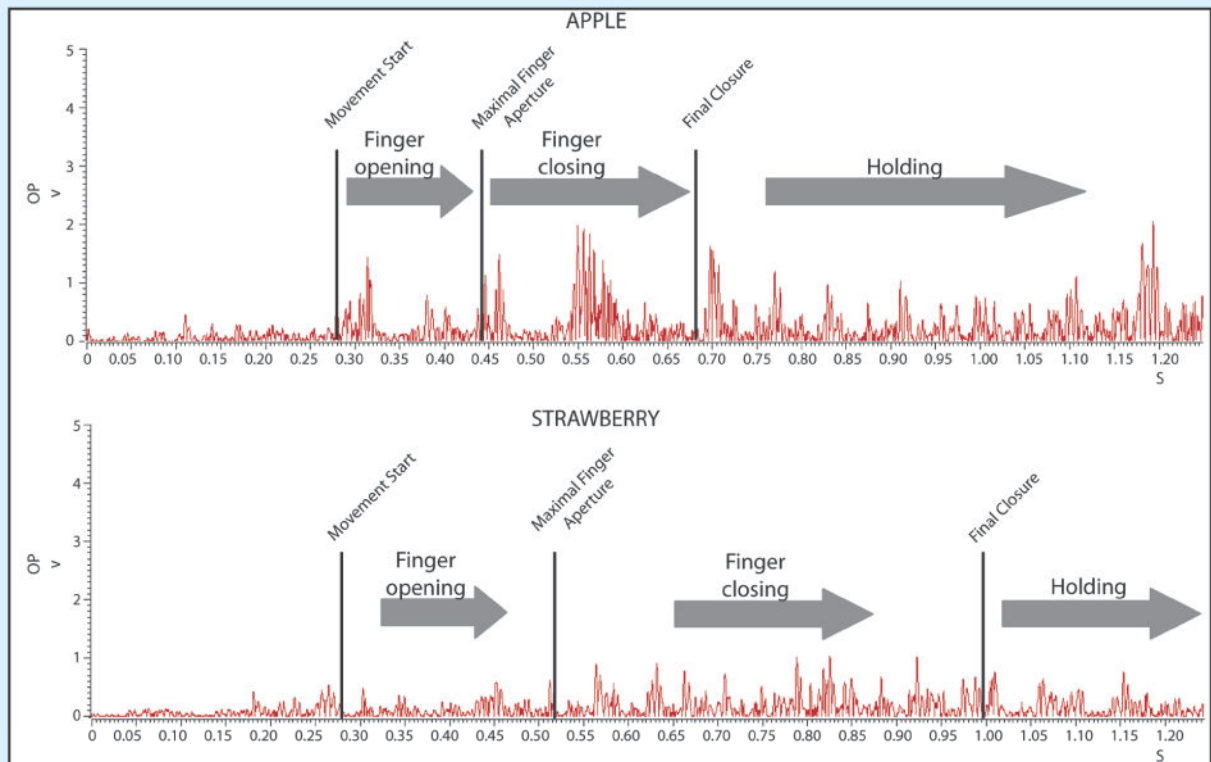 APPLE
5
4
3
2
1
0
OP
v
Movement Start
Maximal Finger
Aperture
Final Closure
Finger
opening
Finger
closing
Holding
0 0.05 0.10 0.15 0.20 0.25 0.30 0.35 0.40 0.45 0.50 0.55 0.60 0.65 0.70 0.75 0.80 0.85 0.90 0.95 1.00 1.05 1.10 1.15 1.20
S
STRAWBERRY
5
4
3
2
1
0
OP
v
Movement Start
Maximal Finger
Aperture
Final Closure
Finger
opening
Finger
closing
Holding
0 0.05 0.10 0.15 0.20 0.25 0.30 0.35 0.40 0.45 0.50 0.55 0.60 0.65 0.70 0.75 0.80 0.85 0.90 0.95 1.00 1.05 1.10 1.15 1.20
S